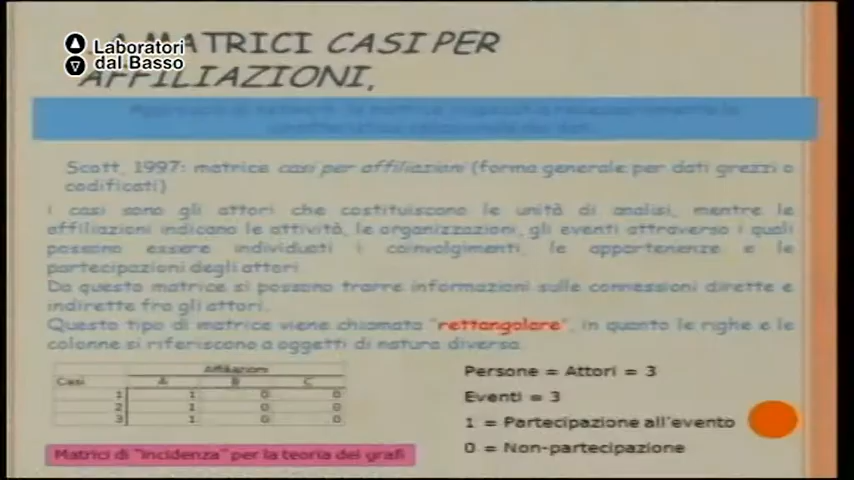 Laboratori
dal Basso
MATRICI CASI PER
AFFILIAZIONI,
Scott, 1997: matrice casi per affiliazioni (forma generale per dati grezzi o
codificati)
I casi sono gli attori che costituiscono le unità di analisi, mentre le
affiliazioni indicano le attività, le organizzazioni, gli eventi attraverso i quali
possono essere individuati i coinvolgimenti, le appartenenze e le
partecipazioni degli attori
Da questa matrice si possono trarre informazioni sulle connessioni dirette e
indirette fra gli attori.
Questo tipo di matrice viene chiamata "rettangolare", in quanto le righe e le
colonne si riferiscono a oggetti di natura diversa
Affiliazioni
Casi A B C
1 1 0 0
2 1 0 0
3 1 0 0
Persone = Attori = 3
Eventi = 3
1 = Partecipazione all'evento
0 = Non-partecipazione
Matrici di "incidenza" per la teoria dei grafi